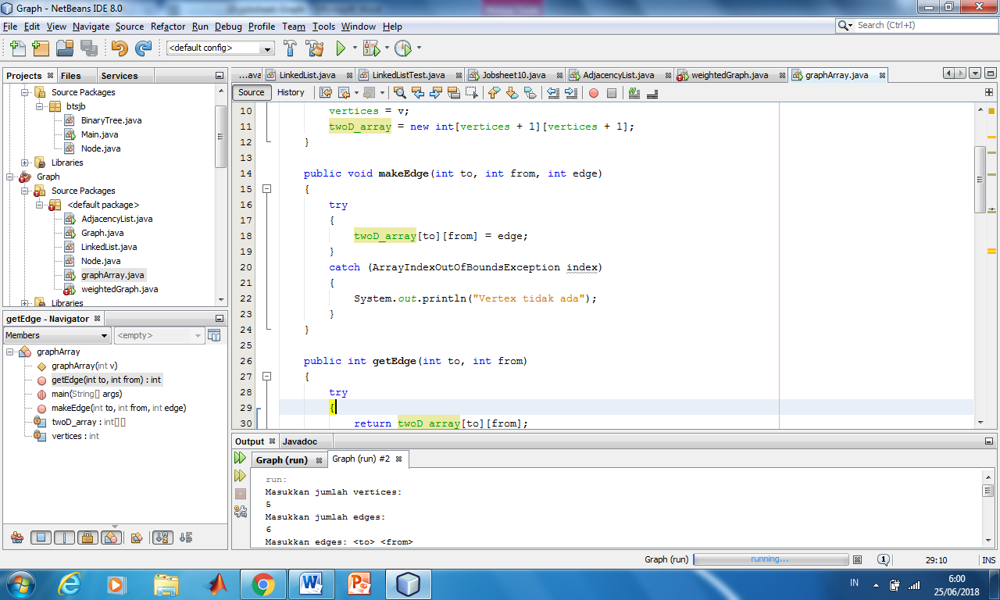 Graph - NetBeans IDE 8.0
File Edit View Navigate Source Refactor Run Debug Profile Team Tools Window Help
Search (Ctrl+I)
<default config>
Projects Files Services
Source Packages
btsjb
BinaryTree.java
Main.java
Node.java
Libraries
Graph
Source Packages
<default package>
AdjacencyList.java
Graph.java
LinkedList.java
Node.java
graphArray.java
weightedGraph.java
Libraries
getEdge - Navigator
Members <empty>
graphArray
graphArray(int v)
getEdge(int to, int from) : int
main(String[] args)
makeEdge(int to, int from, int edge)
twoD_array : int[][]
vertices : int
...ava LinkedList.java LinkedListTest.java Jobsheet10.java AdjacencyList.java weightedGraph.java graphArray.java
Source History
10 vertices = v;
11 twoD_array = new int[vertices + 1][vertices + 1];
12 }
13
14 public void makeEdge(int to, int from, int edge)
15 {
16 try
17 {
18 twoD_array[to][from] = edge;
19 }
20 catch (ArrayIndexOutOfBoundsException index)
21 {
22 System.out.println("Vertex tidak ada");
23 }
24 }
25
26 public int getEdge(int to, int from)
27 {
28 try
29 {
30 return twoD_array[to][from];
Output Javadoc
Graph (run) Graph (run) #2
run:
Masukkan jumlah vertices:
5
Masukkan jumlah edges:
6
Masukkan edges: <to> <from>
Graph (run) running... 1 29:10 INS
IN 6:00
25/06/2018